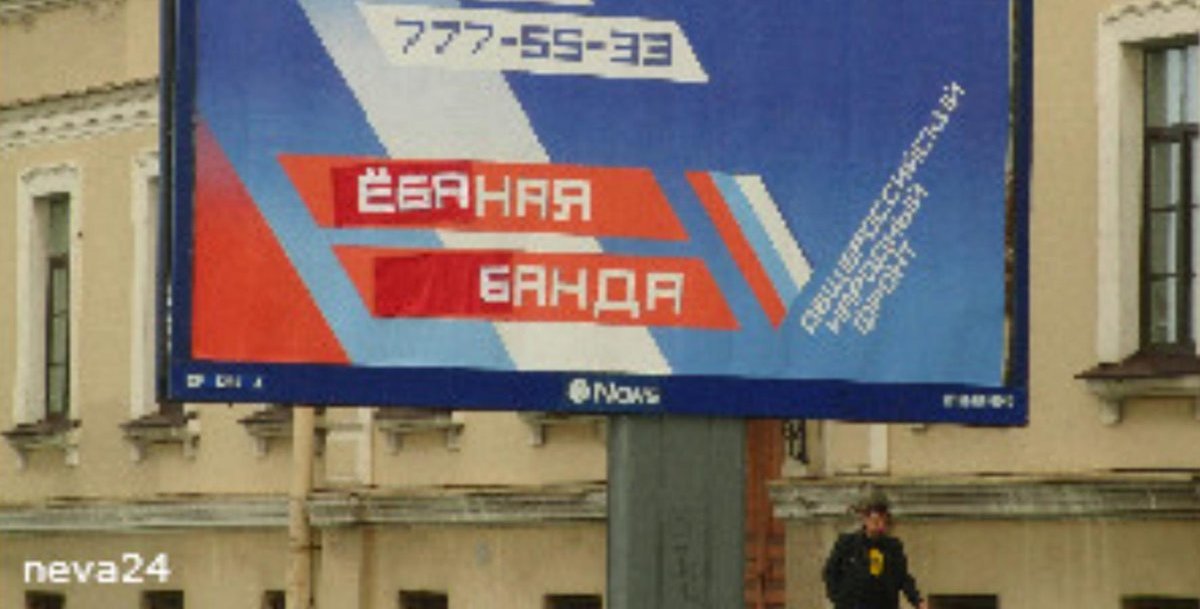 777-55-33
ЁБАНАЯ
БАНДА
ОБЩЕРОССИЙСКИЙ
НАРОДНЫЙ
ФРОНТ
News
neva24